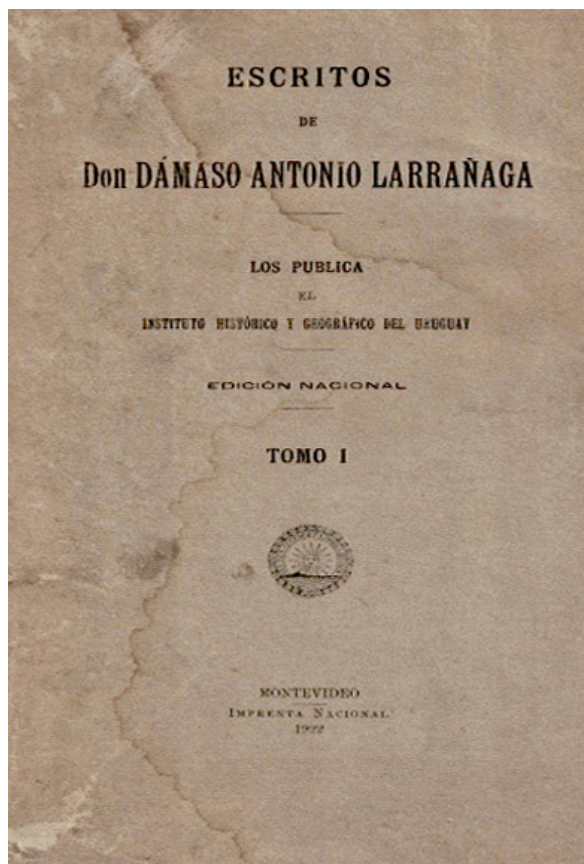 ESCRITOS
DE
Don DÁMASO ANTONIO LARRAÑAGA
LOS PUBLICA
EL
INSTITUTO HISTÓRICO Y GEOGRÁFICO DEL URUGUAY
EDICIÓN NACIONAL
TOMO I
MONTEVIDEO
IMPRENTA NACIONAL
1922